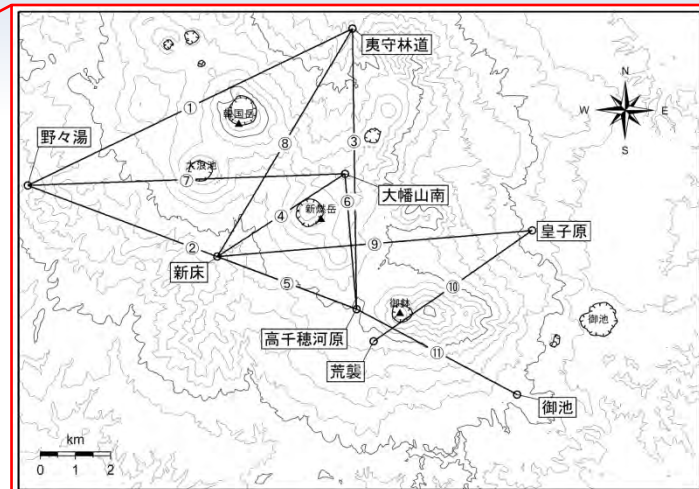 夷守林道
N
W E
S
①
韓国岳
野々湯
⑧
③
大浪池
⑦
大幡山南
④
⑥
新燃岳
皇子原
②
新床
⑨
⑤
⑩
御鉢
御池
高千穂河原
荒襲
⑪
御池
km
0 1 2